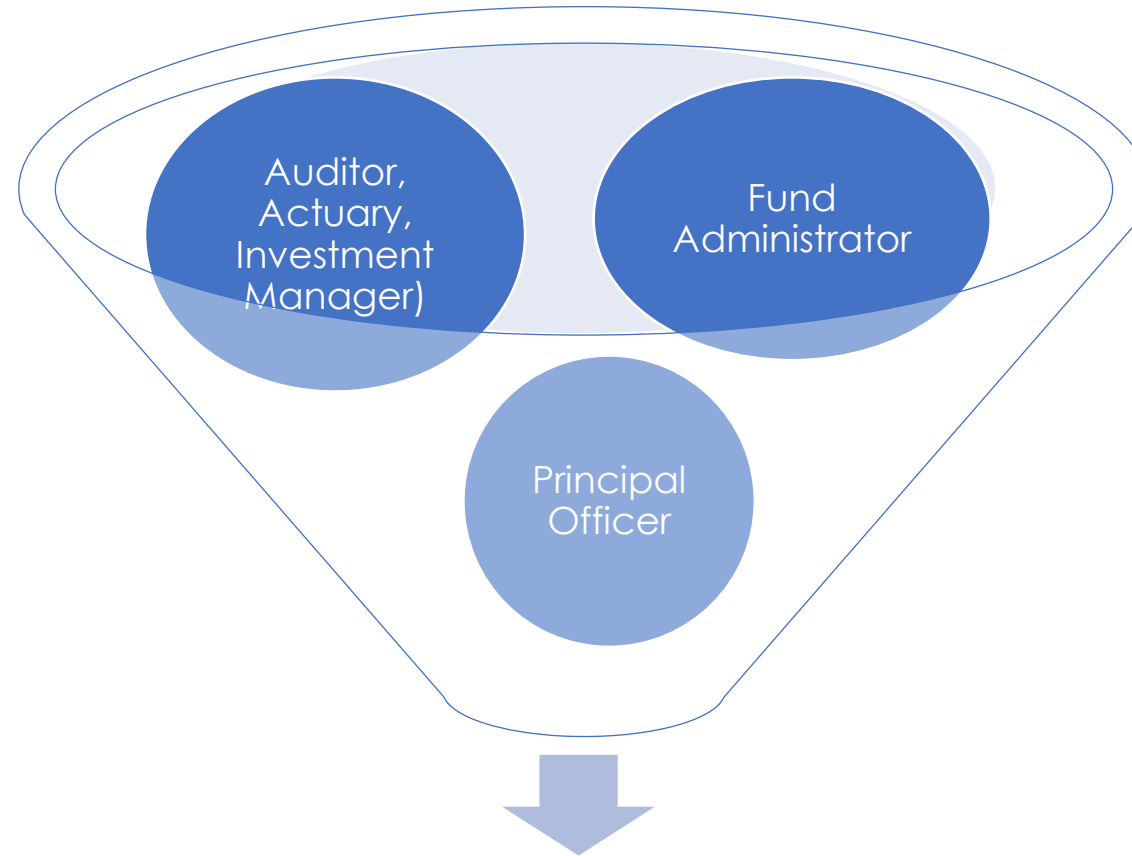 Auditor,
Actuary,
Investment
Manager)
Fund
Administrator
Principal
Officer